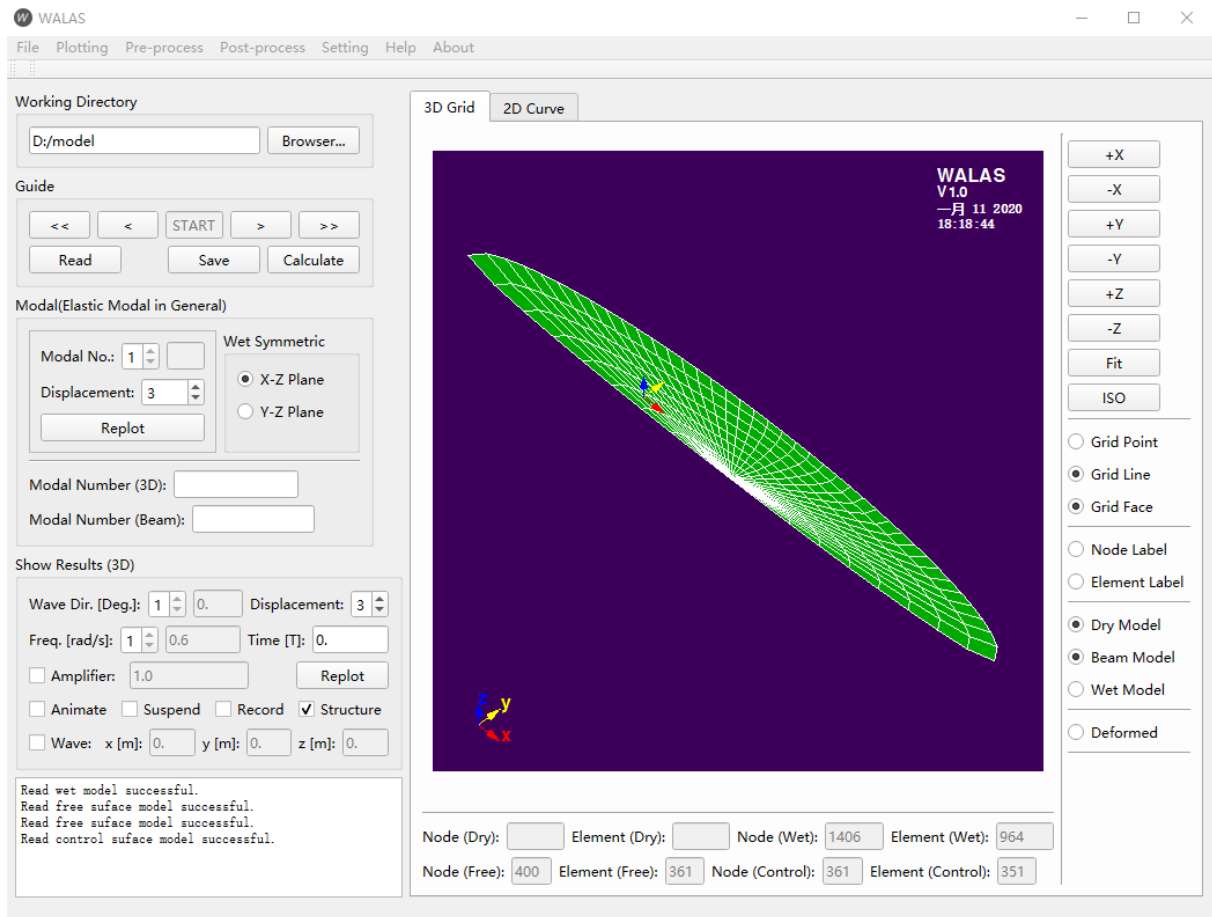 WALAS
File Plotting Pre-process Post-process Setting Help About
Working Directory
D:/model Browser...
Guide
<< < START > >>
Read Save Calculate
Modal(Elastic Modal in General)
Modal No.: 1
Displacement: 3
Replot
Wet Symmetric
X-Z Plane
Y-Z Plane
Modal Number (3D):
Modal Number (Beam):
Show Results (3D)
Wave Dir. [Deg.]: 1 0. Displacement: 3
Freq. [rad/s]: 1 0.6 Time [T]: 0.
Amplifier: 1.0 Replot
Animate Suspend Record Structure
Wave: x [m]: 0. y [m]: 0. z [m]: 0.
Read wet model successful.
Read free suface model successful.
Read free suface model successful.
Read control suface model successful.
3D Grid 2D Curve
WALAS
V 1.0
一月 11 2020
18:18:44
z
y
x
Node (Dry): Element (Dry): Node (Wet): 1406 Element (Wet): 964
Node (Free): 400 Element (Free): 361 Node (Control): 361 Element (Control): 351
+X
-X
+Y
-Y
+Z
-Z
Fit
ISO
Grid Point
Grid Line
Grid Face
Node Label
Element Label
Dry Model
Beam Model
Wet Model
Deformed